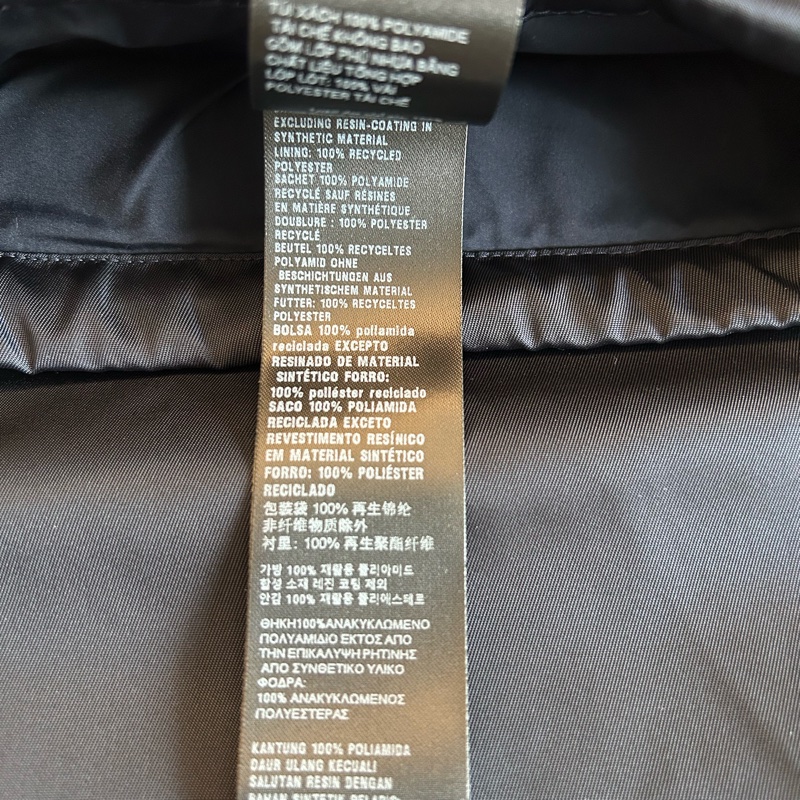 TÚI XÁCH 100% POLYAMIDE
TÁI CHẾ KHÔNG BAO
GỒM LỚP PHỦ NHỰA BẰNG
CHẤT LIỆU TỔNG HỢP
LỚP LÓT: 100% VẢI
POLYESTER TÁI CHẾ
EXCLUDING RESIN-COATING IN
SYNTHETIC MATERIAL
LINING: 100% RECYCLED
POLYESTER
SACHET 100% POLYAMIDE
RECYCLÉ SAUF RÉSINES
EN MATIÈRE SYNTHÉTIQUE
DOUBLURE : 100% POLYESTER
RECYCLÉ
BEUTEL 100% RECYCELTES
POLYAMID OHNE
BESCHICHTUNGEN AUS
SYNTHETISCHEM MATERIAL
FUTTER: 100% RECYCELTES
POLYESTER
BOLSA 100% poliamida
reciclada EXCEPTO
RESINADO DE MATERIAL
SINTÉTICO FORRO:
100% poliéster reciclado
SACO 100% POLIAMIDA
RECICLADA EXCETO
REVESTIMENTO RESÍNICO
EM MATERIAL SINTÉTICO
FORRO: 100% POLIÉSTER
RECICLADO
包装袋 100% 再生锦纶
非纤维物质除外
衬里: 100% 再生聚酯纤维
가방 100% 재활용 폴리아미드
합성 소재 레진 코팅 제외
안감 100% 재활용 폴리에스테르
ΘΗΚΗ100%ΑΝΑΚΥΚΛΩΜΕΝΟ
ΠΟΛΥΑΜΙΔΙΟ ΕΚΤΟΣ ΑΠΟ
ΤΗΝ ΕΠΙΚΑΛΥΨΗ ΡΗΤΙΝΗΣ
ΑΠΟ ΣΥΝΘΕΤΙΚΟ ΥΛΙΚΟ
ΦΟΔΡΑ:
100% ΑΝΑΚΥΚΛΩΜΕΝΟΣ
ΠΟΛΥΕΣΤΕΡΑΣ
KANTUNG 100% POLIAMIDA
DAUR ULANG KECUALI
SALUTAN RESIN DENGAN
BAHAN SINTETIK PELAPIS: